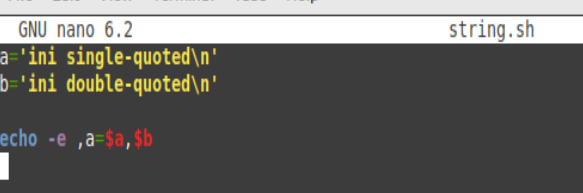 GNU nano 6.2 string.sh
a='ini single-quoted\n'
b='ini double-quoted\n'
echo -e ,a=$a,$b